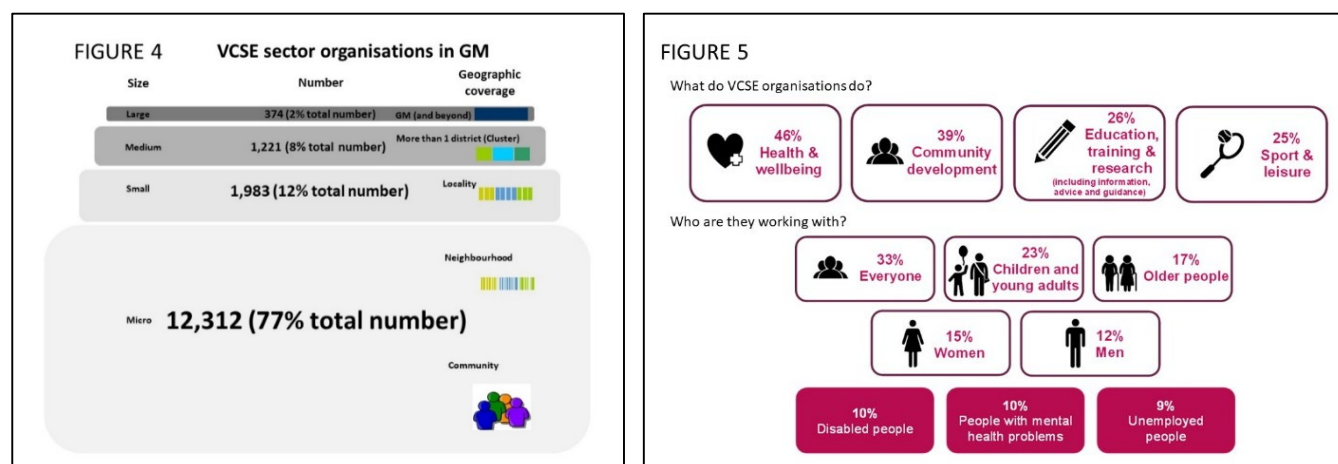 FIGURE 4
VCSE sector organisations in GM
Size
Number
Geographic
coverage
Large
374 (2% total number)
GM (and beyond)
Medium
1,221 (8% total number)
More than 1 district (Cluster)
Small
1,983 (12% total number)
Locality
Neighbourhood
Micro
12,312 (77% total number)
Community
FIGURE 5
What do VCSE organisations do?
46%
Health &
wellbeing
39%
Community
development
26%
Education,
training &
research
(including information,
advice and guidance)
25%
Sport &
leisure
Who are they working with?
33%
Everyone
23%
Children and
young adults
17%
Older people
15%
Women
12%
Men
10%
Disabled people
10%
People with mental
health problems
9%
Unemployed
people